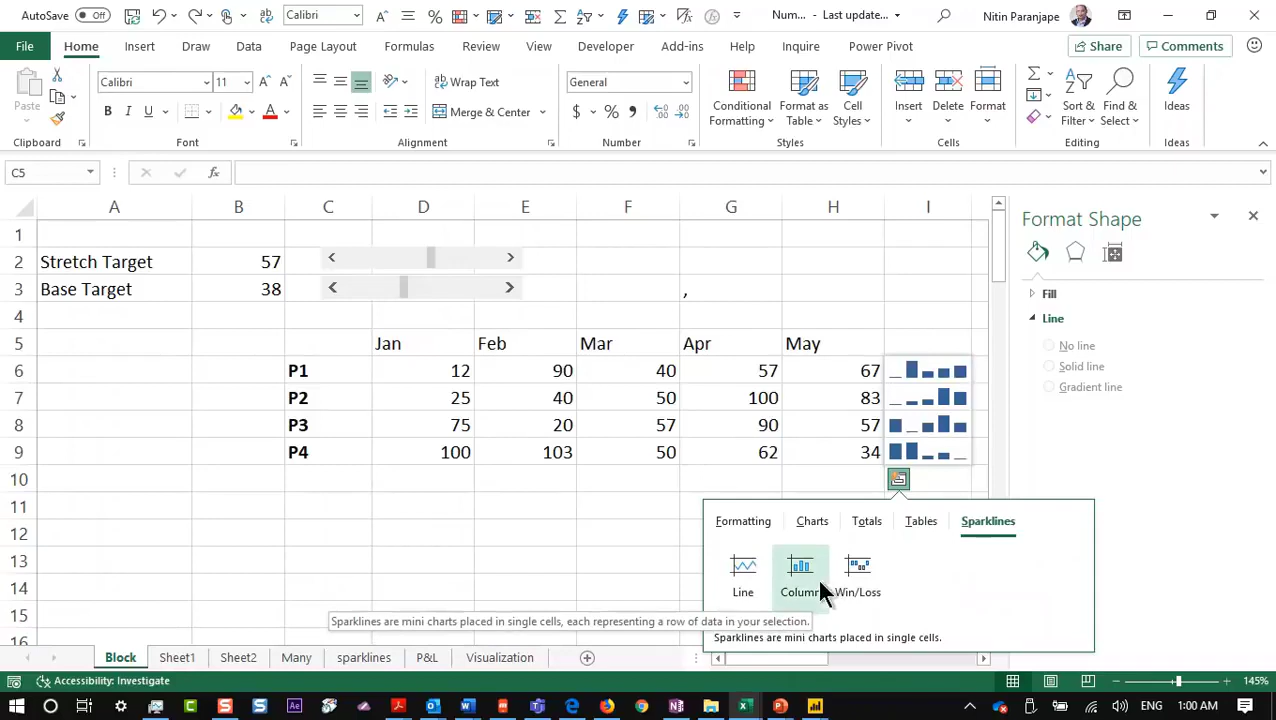 AutoSave Off Calibri % Num... - Last update... Nitin Paranjape
File Home Insert Draw Data Page Layout Formulas Review View Developer Add-ins Help Inquire Power Pivot Share Comments
Paste Calibri 11 Wrap Text General Conditional Formatting Format as Table Cell Styles Insert Delete Format Sort & Filter Find & Select Ideas
B I U A Merge & Center $ % ,
Clipboard Font Alignment Number Styles Cells Editing Ideas
C5 fx
A B C D E F G H I
Format Shape
1
2 Stretch Target 57
3 Base Target 38 ,
Fill
4
Line
5 Jan Feb Mar Apr May
No line
6 P1 12 90 40 57 67
Solid line
7 P2 25 40 50 100 83
Gradient line
8 P3 75 20 57 90 57
9 P4 100 103 50 62 34
10
11
12
13
14
15
16
Formatting Charts Totals Tables Sparklines
Line Column Win/Loss
Sparklines are mini charts placed in single cells, each representing a row of data in your selection.
Sparklines are mini charts placed in single cells.
Block Sheet1 Sheet2 Many sparklines P&L Visualization
Accessibility: Investigate 145%
ENG 1:00 AM